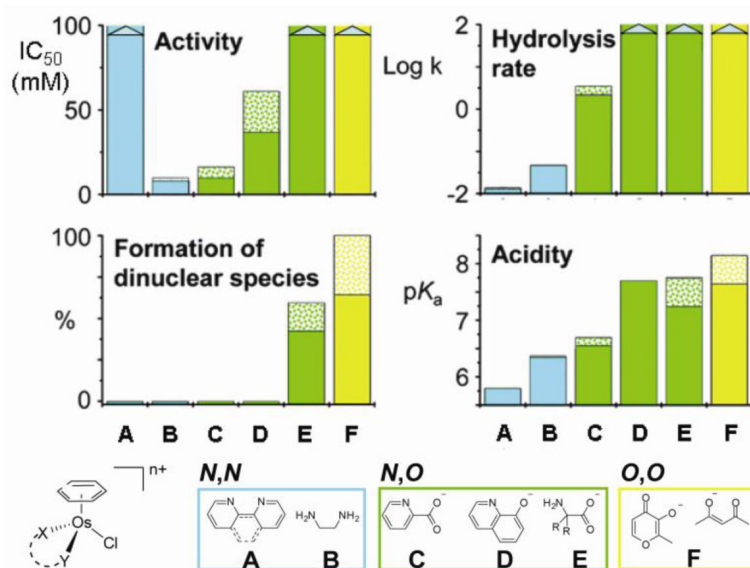 100
IC50
(mM)
50
0
Activity
2
Log k
0
-2
Hydrolysis
rate
100
%
0
Formation of
dinuclear species
8
pKa
7
6
Acidity
A B C D E F
A B C D E F
n+
X
Y
Os
Cl
N,N
N N
H2N NH2
A B
N,O
N O O−
N O−
H2N O O−
R R
C D E
O,O
O O− O
O− O
F